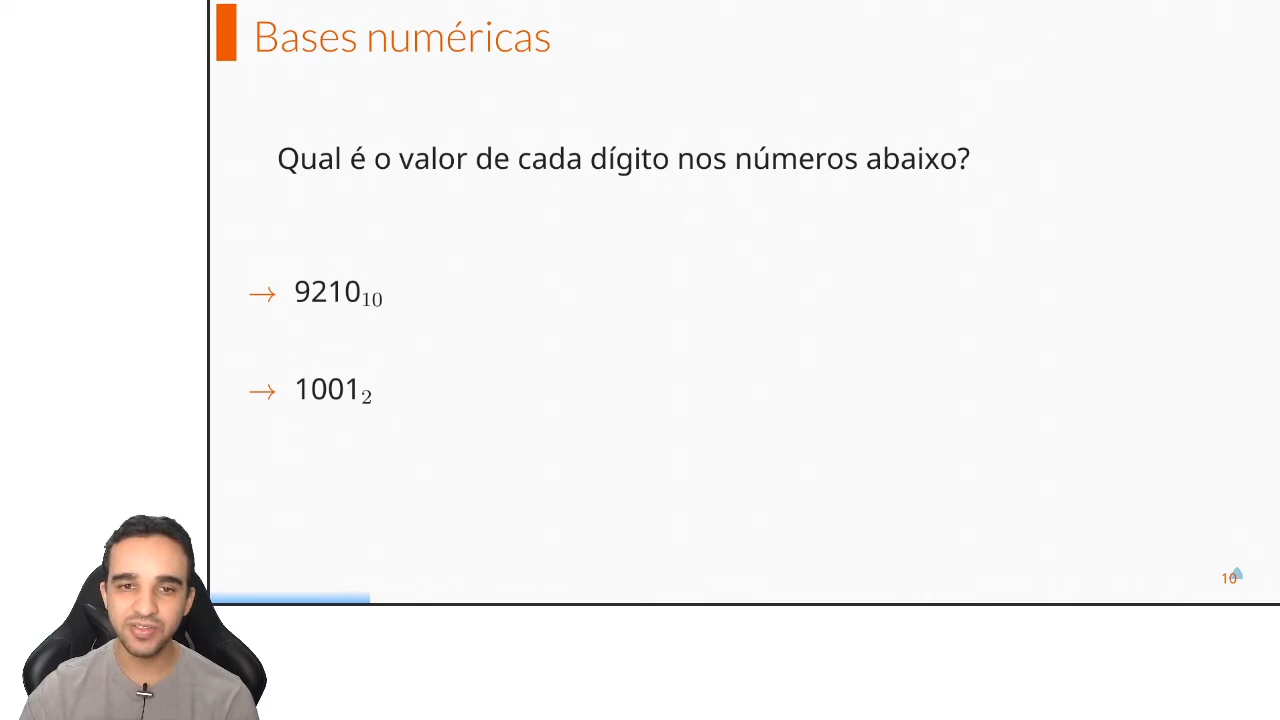 Bases numéricas
Qual é o valor de cada dígito nos números abaixo?
→ 9210₁₀
→ 1001₂
10